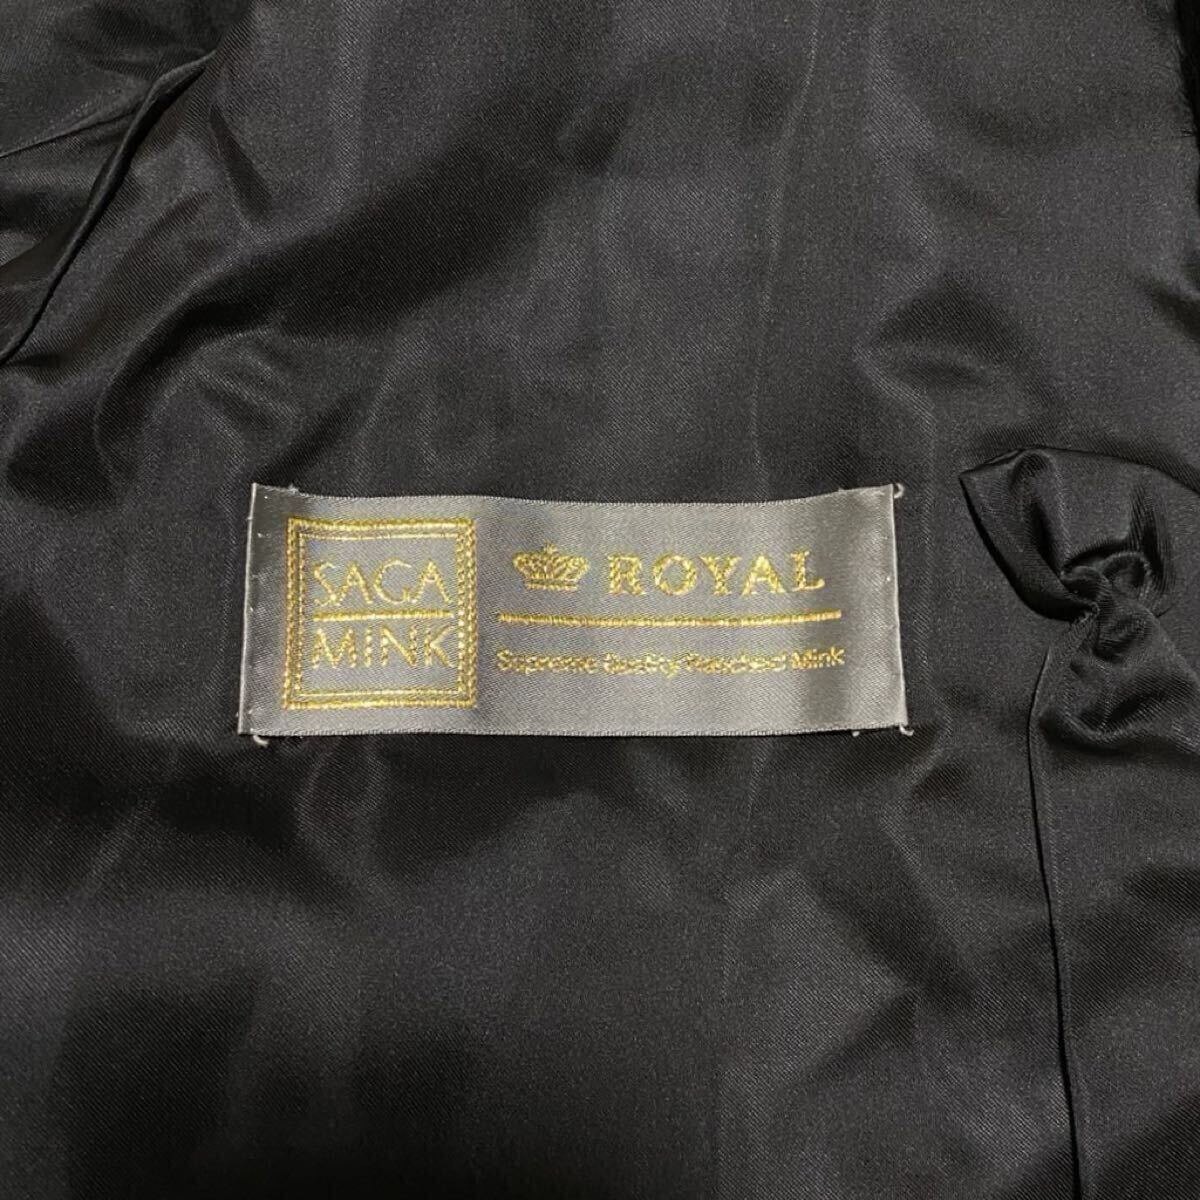 SAGA
MINK
ROYAL
Supreme Quality Ranched Mink